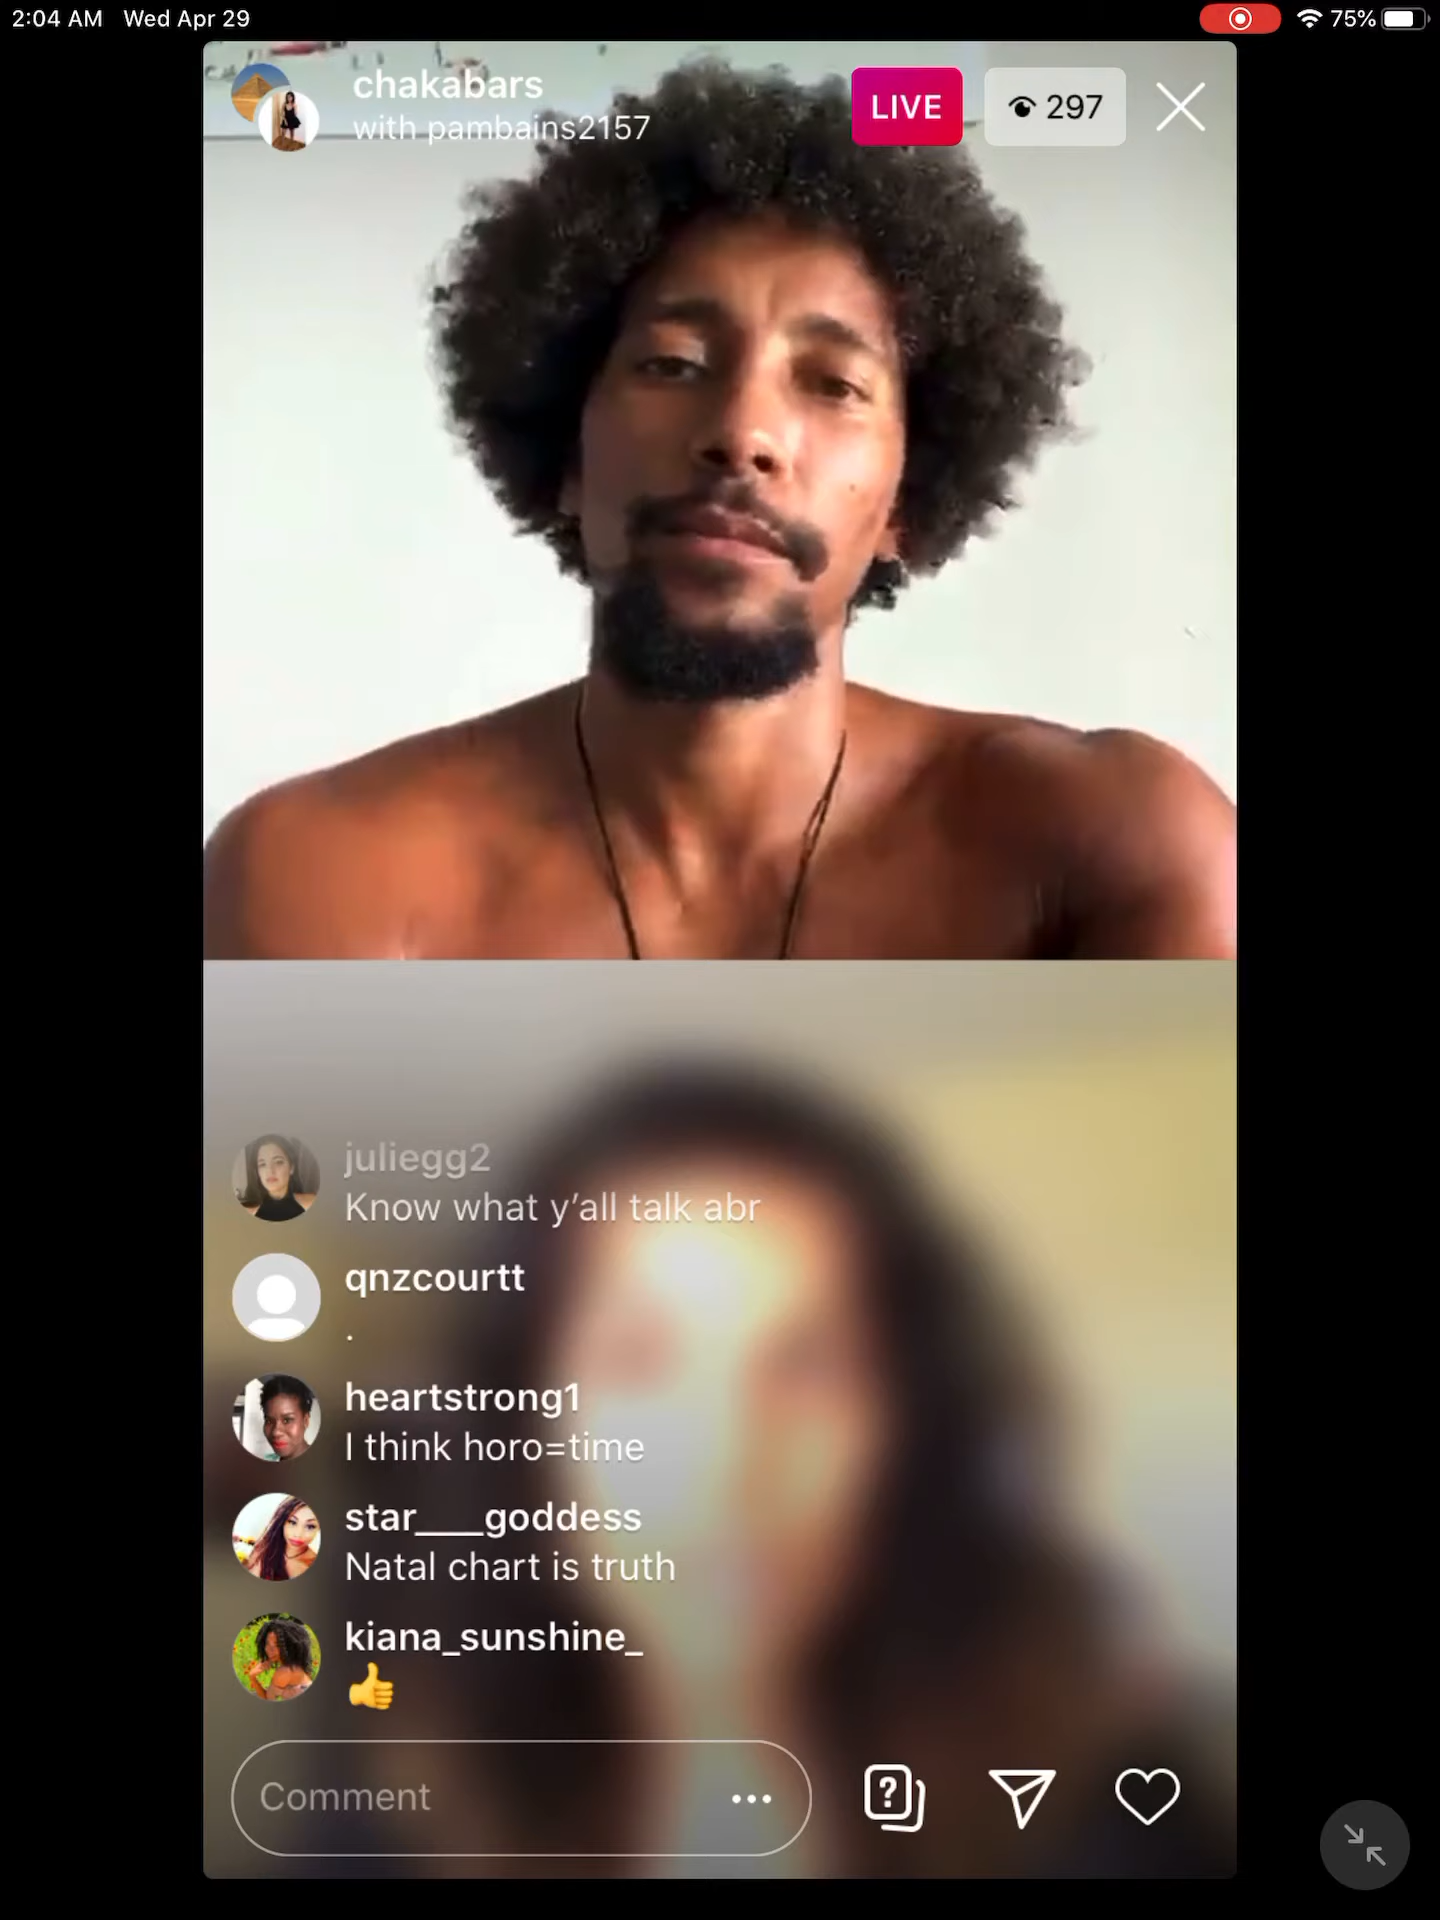 2:04 AM Wed Apr 29
75%
chakabars
with pambains2157
LIVE
297
juliegg2
Know what y’all talk abr
qnzcourtt
.
heartstrong1
I think horo=time
star____goddess
Natal chart is truth
kiana_sunshine_
👍
Comment